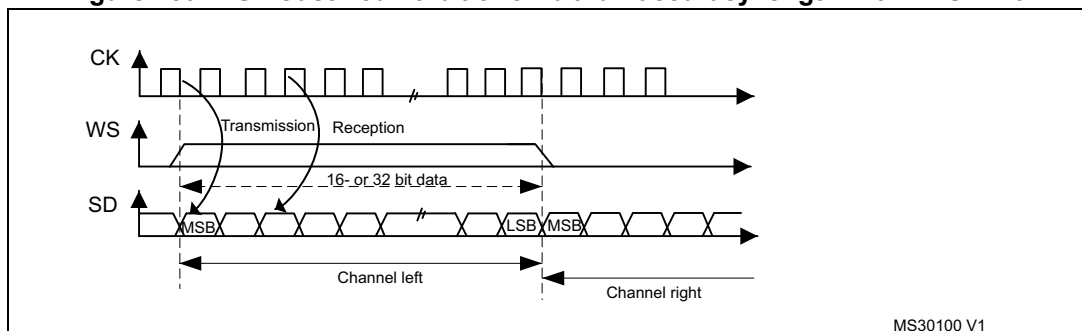 CK
WS
Transmission
Reception
16- or 32 bit data
SD
MSB
LSB
MSB
Channel left
Channel right
MS30100 V1